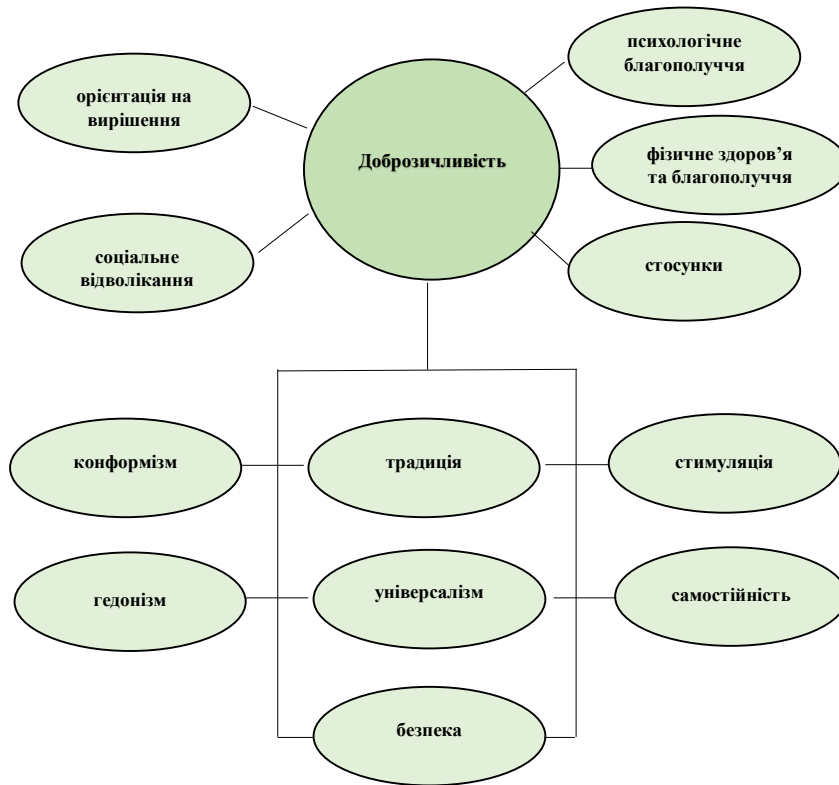 психологічне
благополуччя
орієнтація на
вирішення
Доброзичливість
фізичне здоров’я
та благополуччя
соціальне
відволікання
стосунки
конформізм
традиція
стимуляція
гедонізм
універсалізм
самостійність
безпека